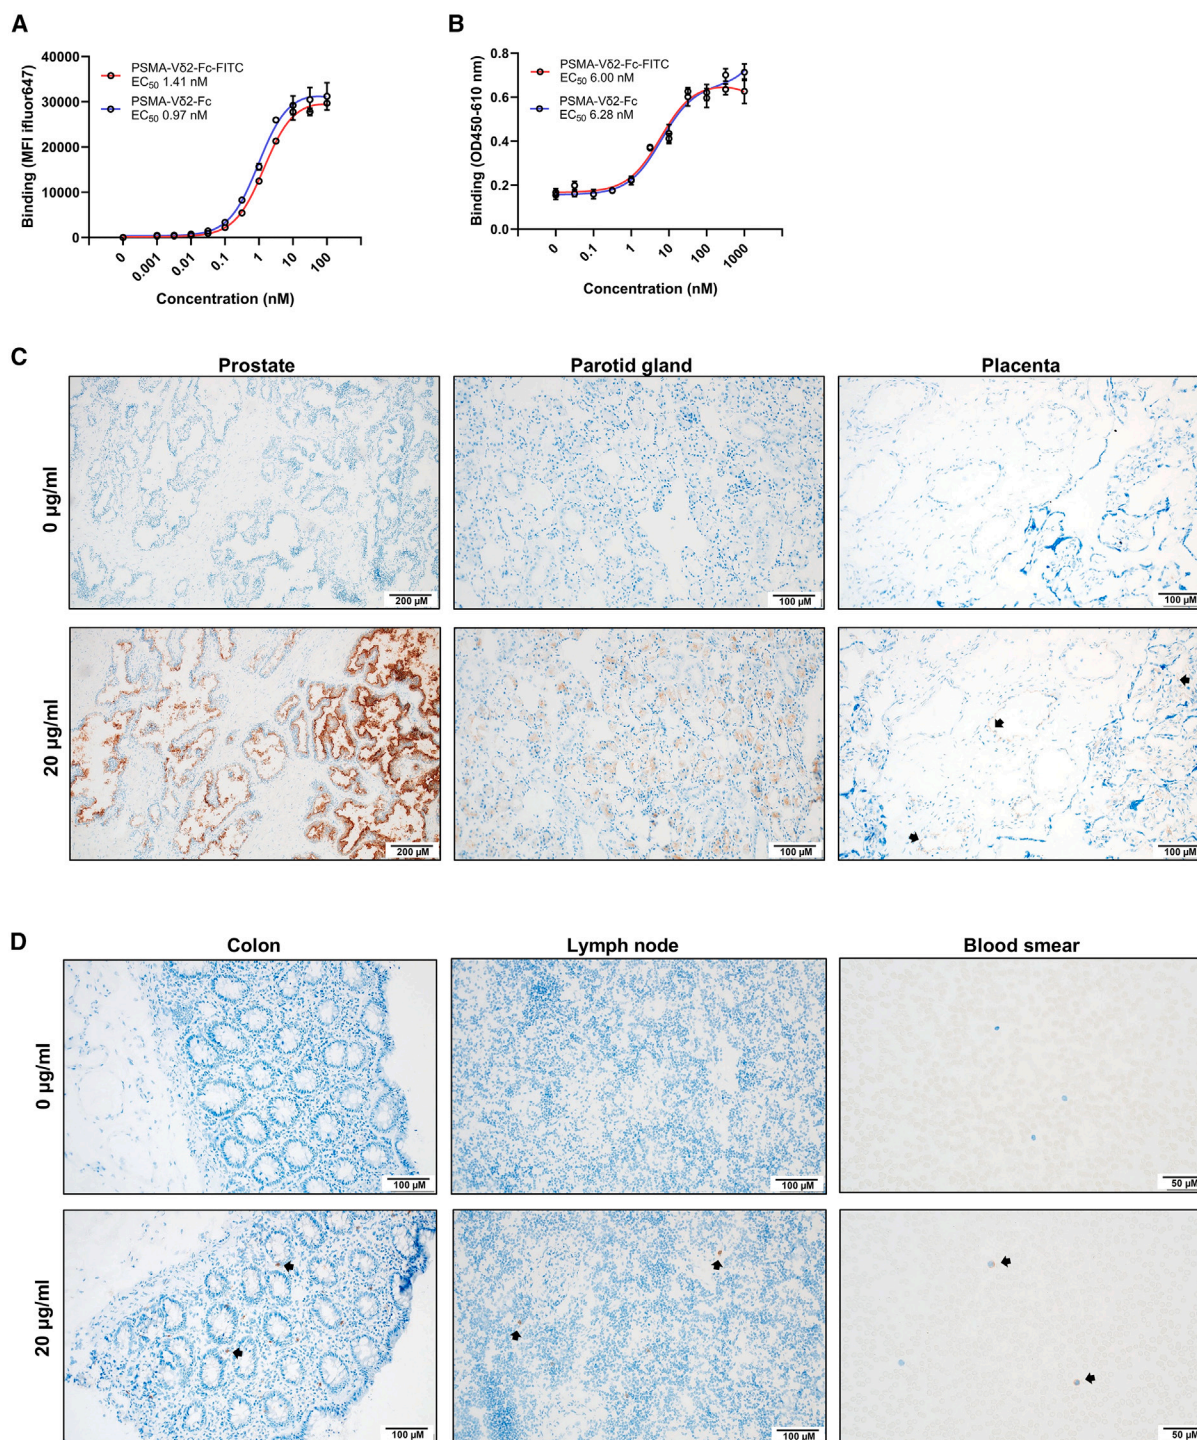 A
40000
30000
20000
10000
0
Binding (MFI ifluor647)
PSMA-Vδ2-Fc-FITC
EC50 1.41 nM
PSMA-Vδ2-Fc
EC50 0.97 nM
0 0.001 0.01 0.1 1 10 100
Concentration (nM)
B
0.8
0.6
0.4
0.2
0.0
Binding (OD450-610 nm)
PSMA-Vδ2-Fc-FITC
EC50 6.00 nM
PSMA-Vδ2-Fc
EC50 6.28 nM
0 0.1 1 10 100 1000
Concentration (nM)
C
Prostate Parotid gland Placenta
0 µg/ml
200 µM 100 µM 100 µM
20 µg/ml
200 µM 100 µM 100 µM
D
Colon Lymph node Blood smear
0 µg/ml
100 µM 100 µM 50 µM
20 µg/ml
100 µM 100 µM 50 µM